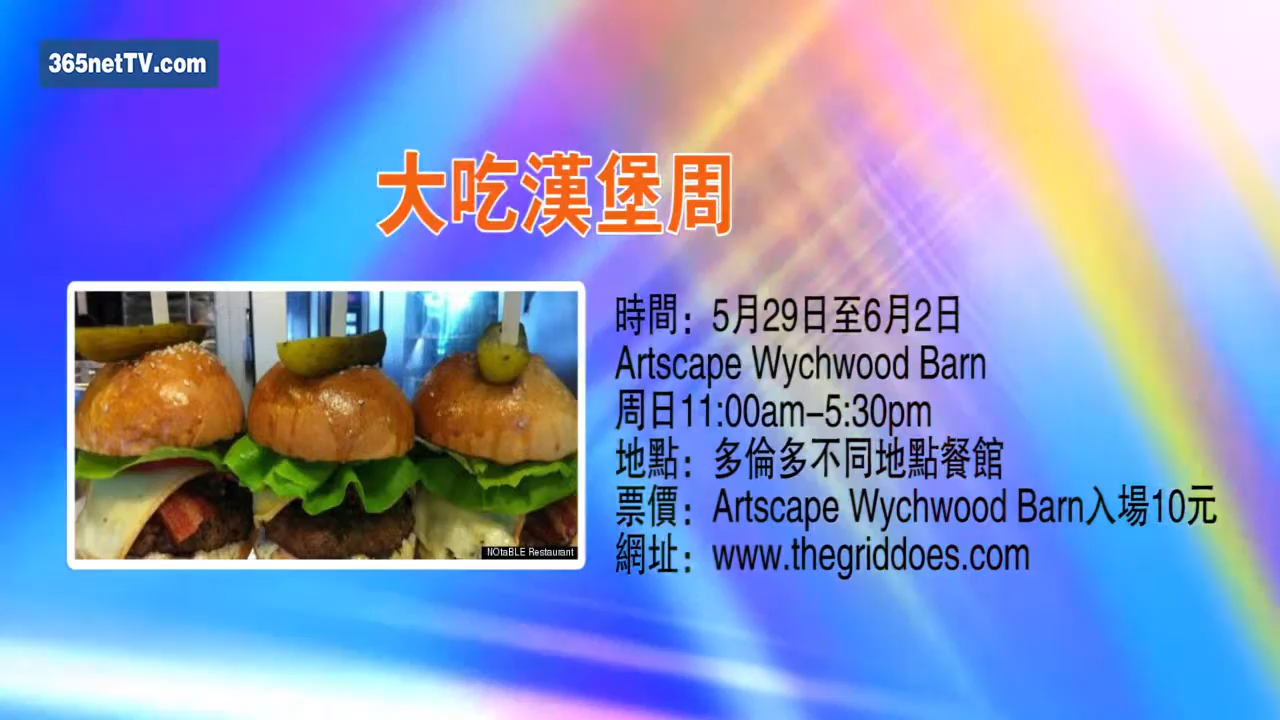 365netTV.com
大吃漢堡周
時間：5月29日至6月2日
Artscape Wychwood Barn
周日11:00am-5:30pm
地點：多倫多不同地點餐館
票價：Artscape Wychwood Barn入場10元
網址：www.thegriddoes.com
NOtaBLE Restaurant